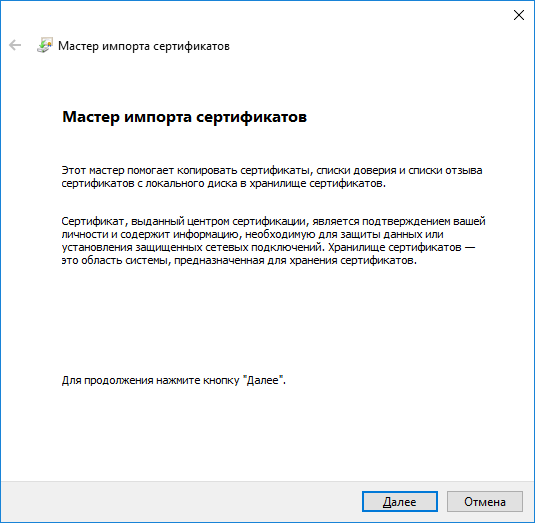 Мастер импорта сертификатов
Мастер импорта сертификатов
Этот мастер помогает копировать сертификаты, списки доверия и списки отзыва
сертификатов с локального диска в хранилище сертификатов.
Сертификат, выданный центром сертификации, является подтверждением вашей
личности и содержит информацию, необходимую для защиты данных или
установления защищенных сетевых подключений. Хранилище сертификатов —
это область системы, предназначенная для хранения сертификатов.
Для продолжения нажмите кнопку "Далее".
Далее
Отмена